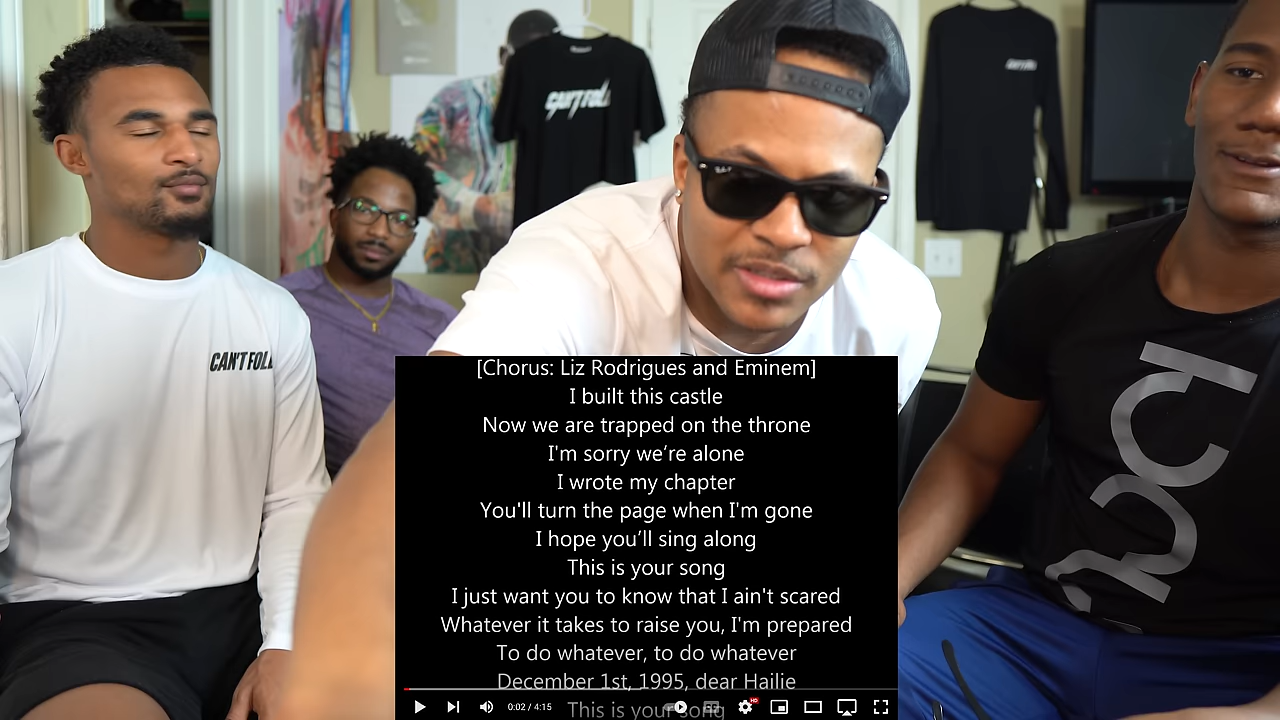 CAN'T FOL
CAN'T FOL
[Chorus: Liz Rodrigues and Eminem]
I built this castle
Now we are trapped on the throne
I'm sorry we’re alone
I wrote my chapter
You'll turn the page when I'm gone
I hope you’ll sing along
This is your song
I just want you to know that I ain't scared
Whatever it takes to raise you, I'm prepared
To do whatever, to do whatever
December 1st, 1995, dear Hailie
This is your song
0:02 / 4:15
HD